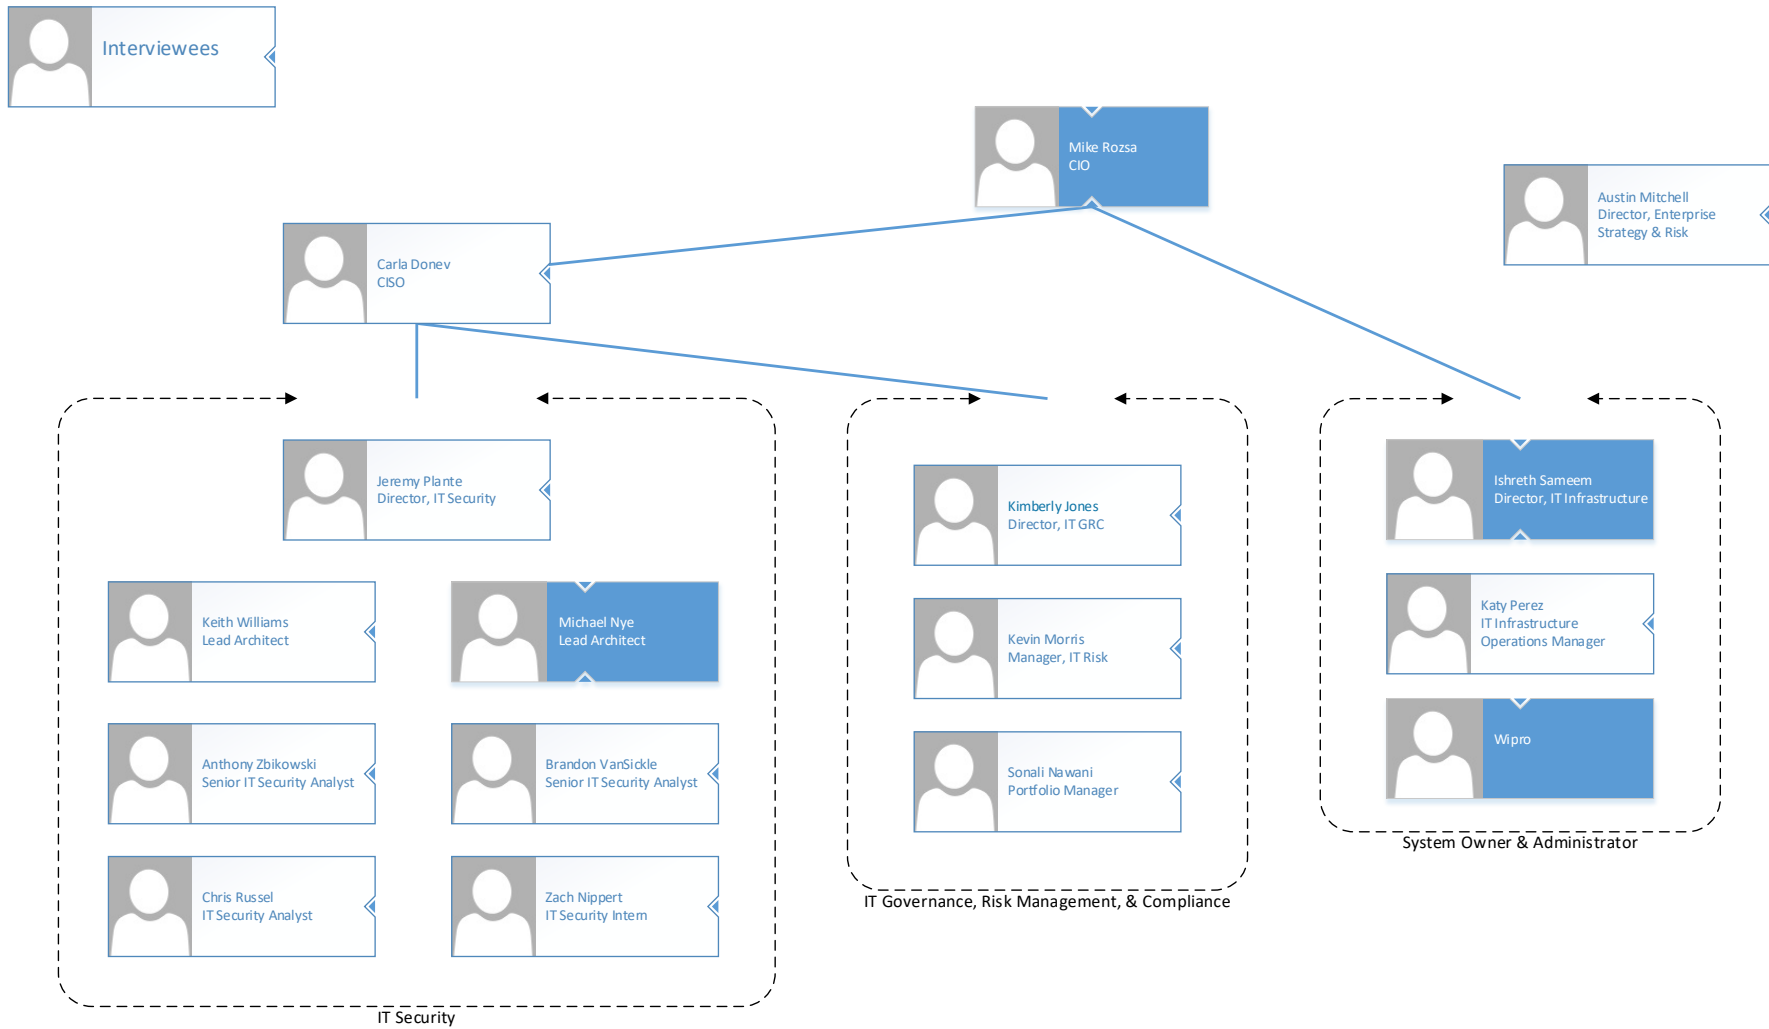 Interviewees
Mike Rozsa
CIO
Austin Mitchell
Director, Enterprise
Strategy & Risk
Carla Donev
CISO
Jeremy Plante
Director, IT Security
Keith Williams
Lead Architect
Michael Nye
Lead Architect
Anthony Zbikowski
Senior IT Security Analyst
Brandon VanSickle
Senior IT Security Analyst
Chris Russel
IT Security Analyst
Zach Nippert
IT Security Intern
IT Security
Kimberly Jones
Director, IT GRC
Kevin Morris
Manager, IT Risk
Sonali Nawani
Portfolio Manager
IT Governance, Risk Management, & Compliance
Ishreth Sameem
Director, IT Infrastructure
Katy Perez
IT Infrastructure
Operations Manager
Wipro
System Owner & Administrator